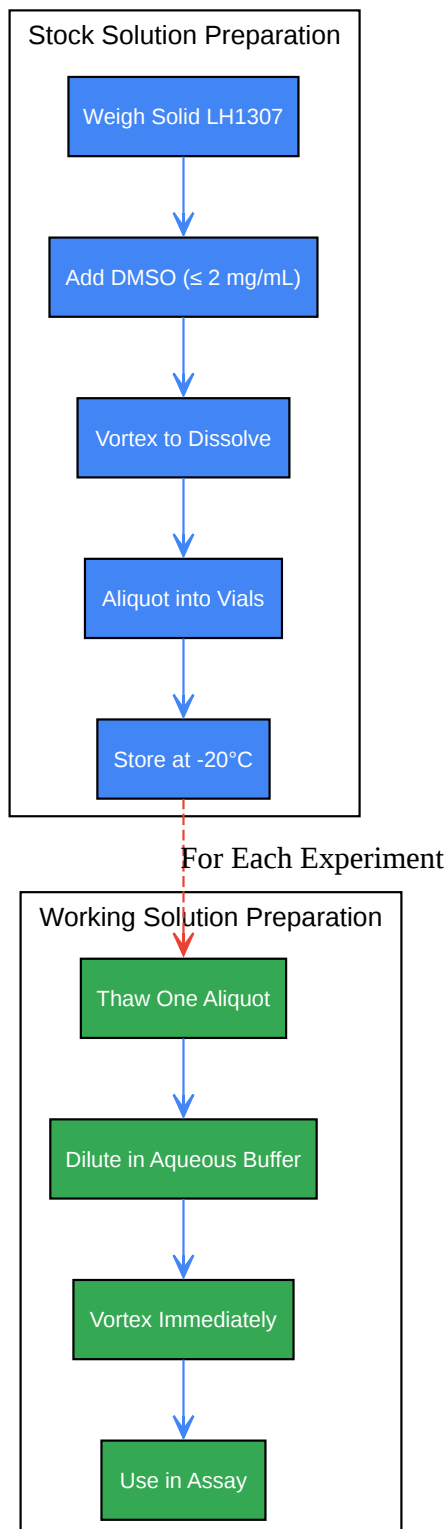 Stock Solution Preparation
Weigh Solid LH1307
Add DMSO (≤ 2 mg/mL)
Vortex to Dissolve
Aliquot into Vials
Store at -20°C
For Each Experiment
Working Solution Preparation
Thaw One Aliquot
Dilute in Aqueous Buffer
Vortex Immediately
Use in Assay